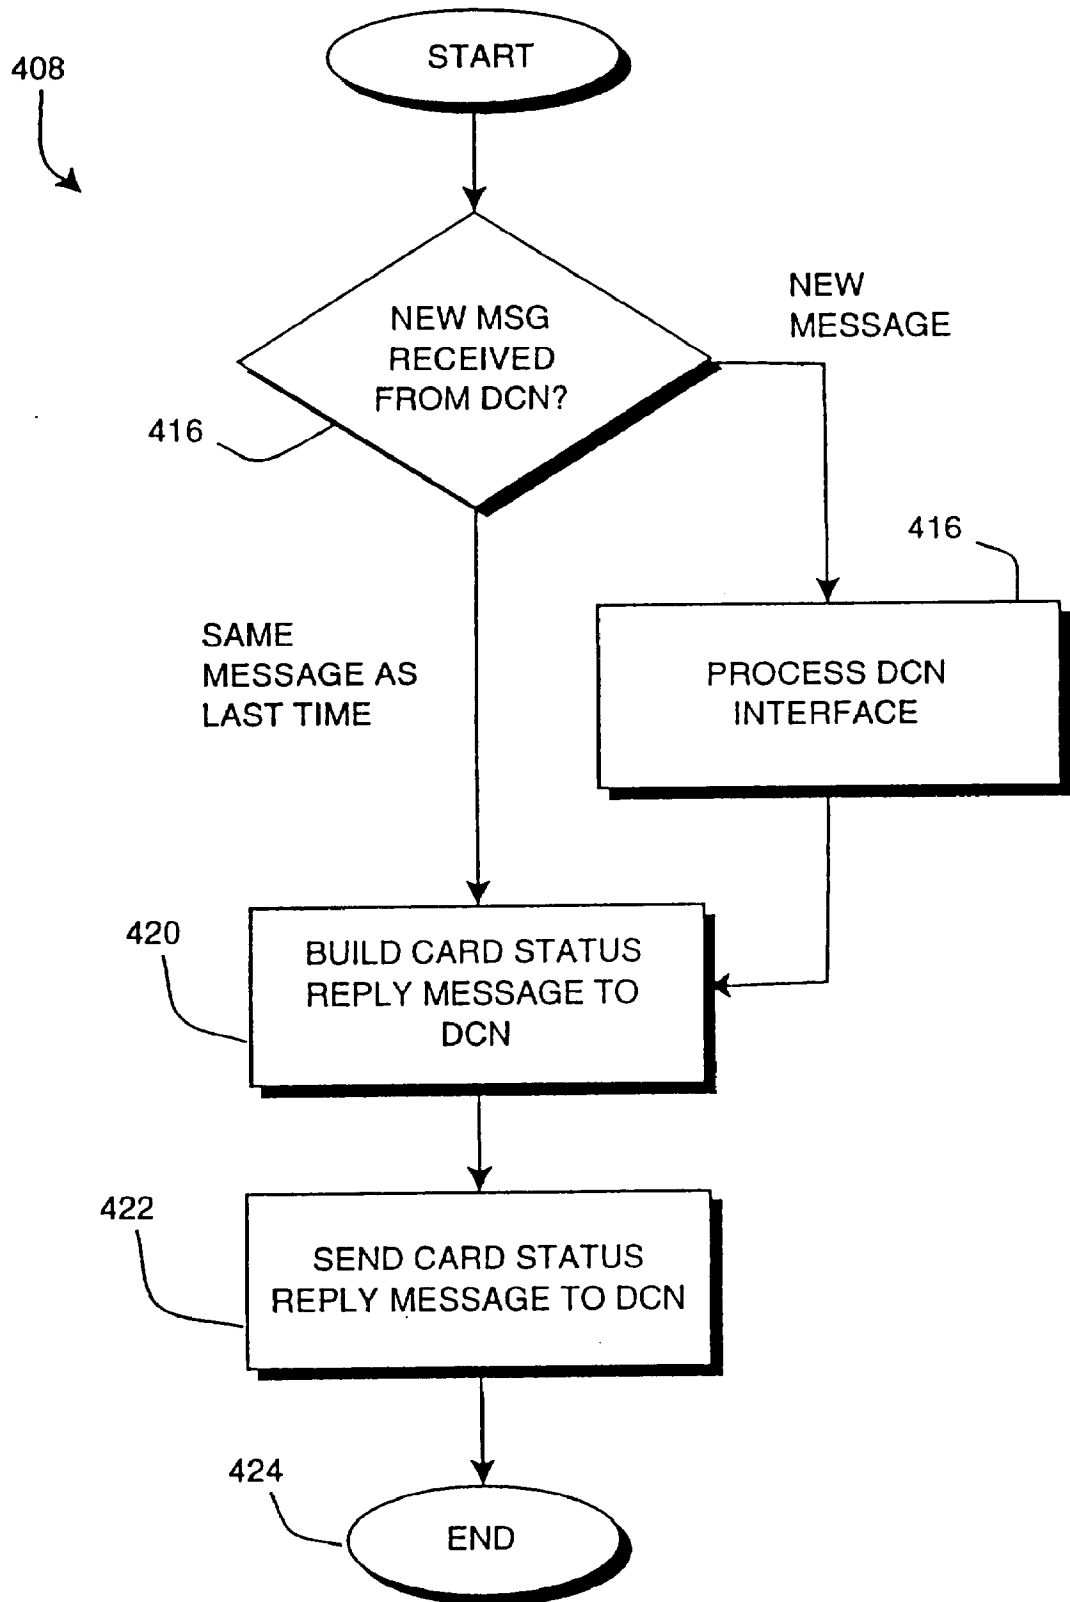 START
408
NEW MSG
RECEIVED
FROM DCN?
NEW
MESSAGE
416
416
SAME
MESSAGE AS
LAST TIME
PROCESS DCN
INTERFACE
420
BUILD CARD STATUS
REPLY MESSAGE TO
DCN
422
SEND CARD STATUS
REPLY MESSAGE TO DCN
424
END